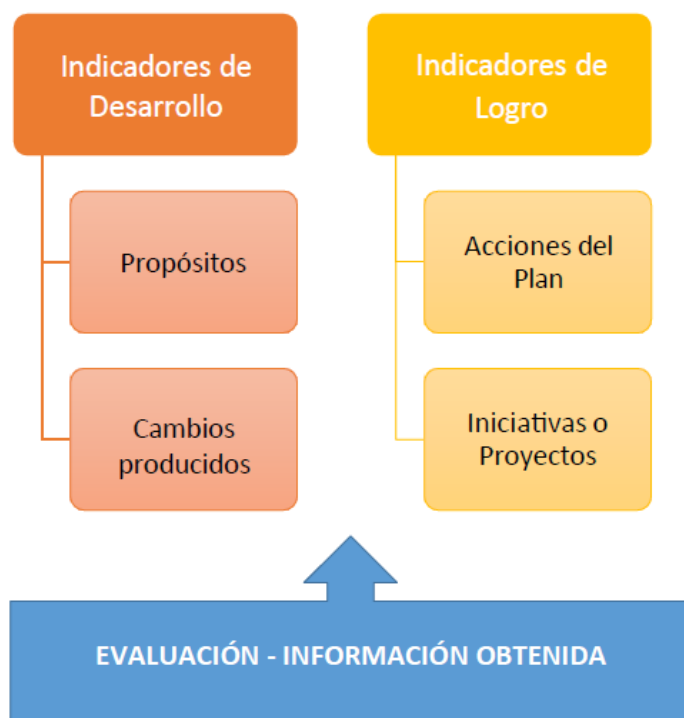 Indicadores de
Desarrollo
Propósitos
Cambios
producidos
Indicadores de
Logro
Acciones del
Plan
Iniciativas o
Proyectos
EVALUACIÓN - INFORMACIÓN OBTENIDA